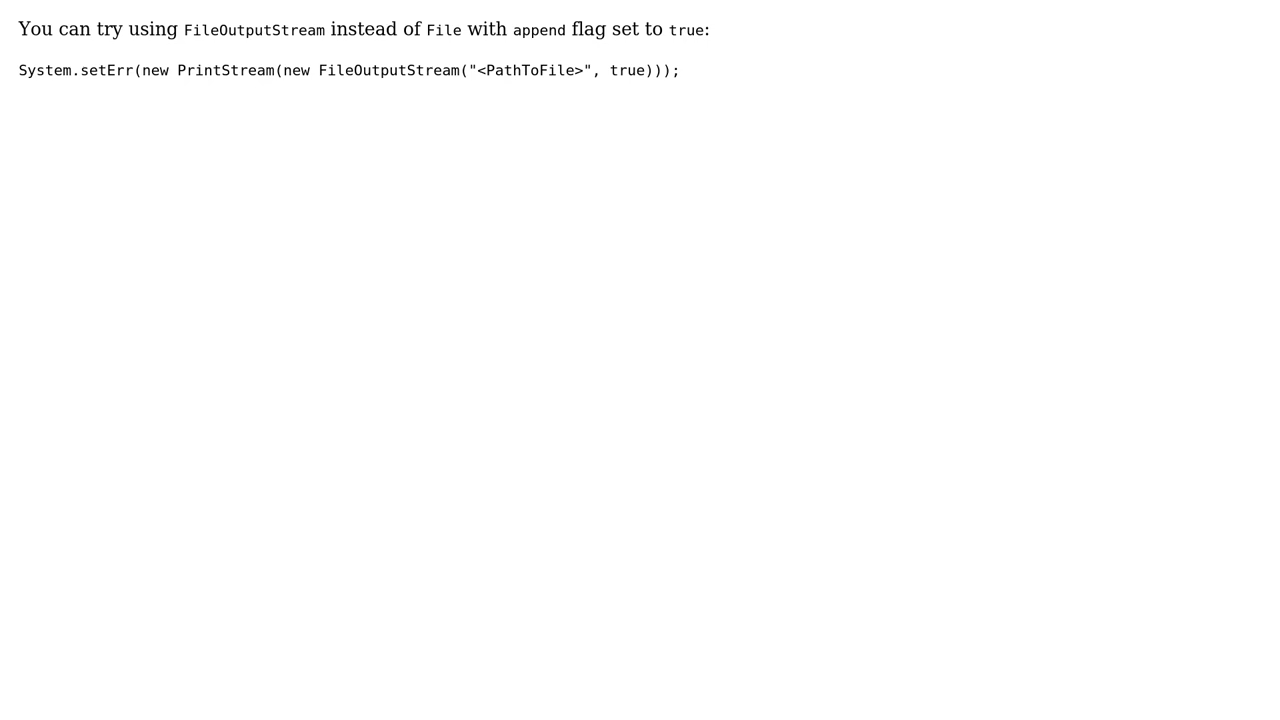 You can try using FileOutputStream instead of File with append flag set to true:
System.setErr(new PrintStream(new FileOutputStream("<PathToFile>", true)));